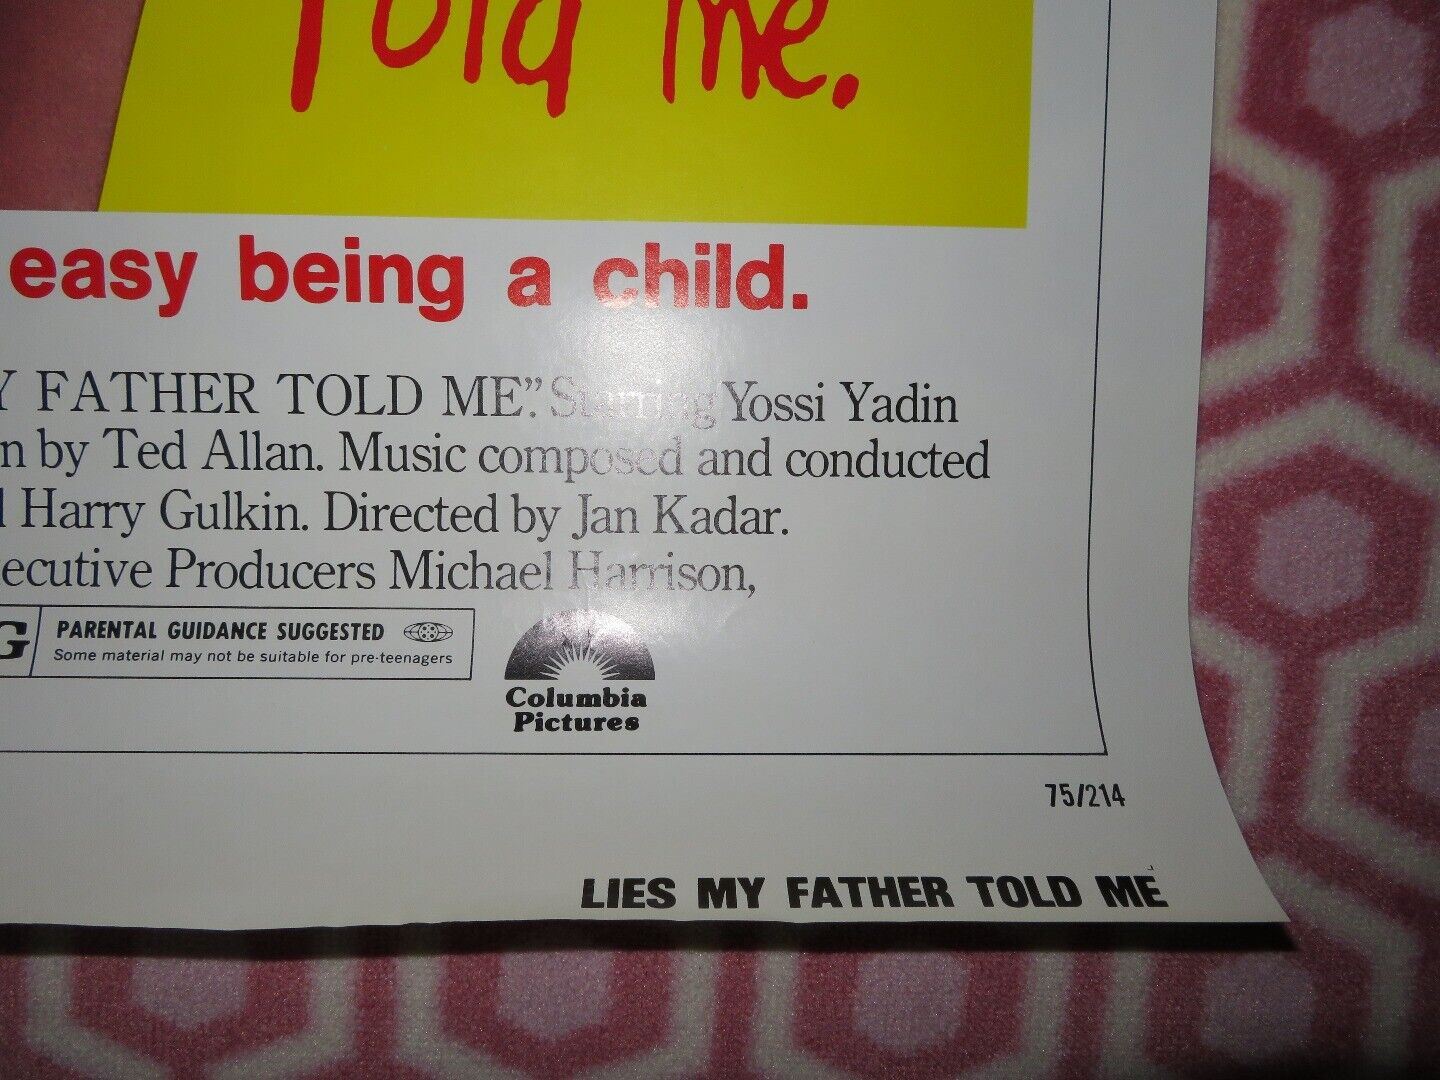 Told me.
easy being a child.
Y FATHER TOLD ME". Starring Yossi Yadin
n by Ted Allan. Music composed and conducted
l Harry Gulkin. Directed by Jan Kadar.
ecutive Producers Michael Harrison,
G PARENTAL GUIDANCE SUGGESTED
Some material may not be suitable for pre-teenagers
Columbia
Pictures
75/214
LIES MY FATHER TOLD ME